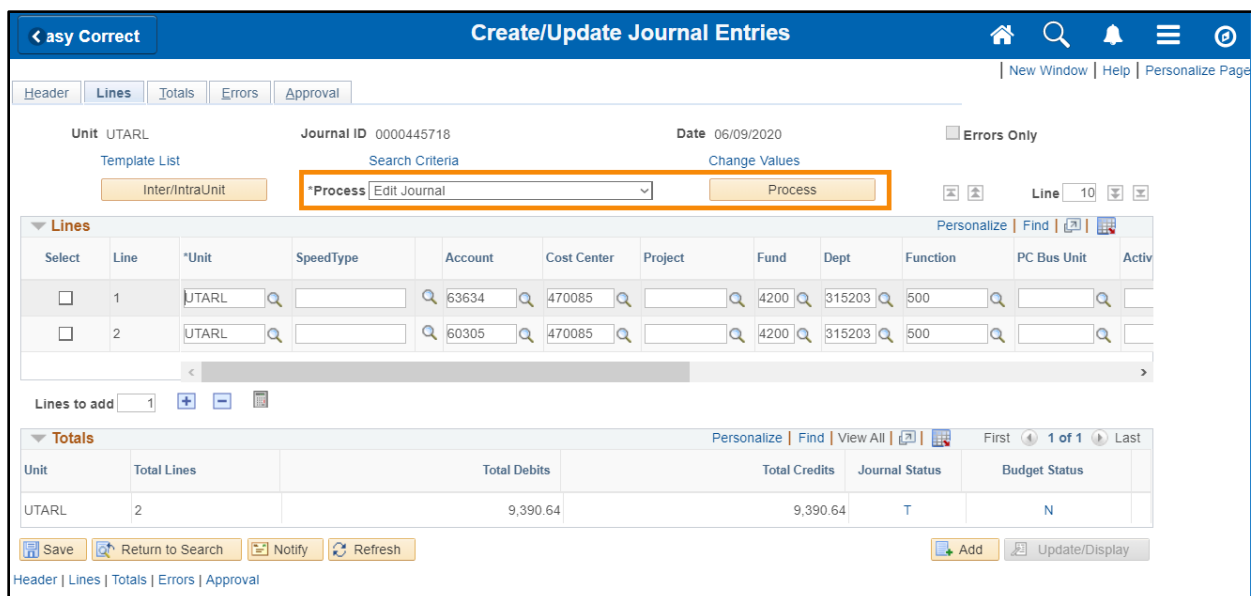 asy Correct
Create/Update Journal Entries
New Window | Help | Personalize Page
Header Lines Totals Errors Approval
Unit UTARL Journal ID 0000445718 Date 06/09/2020 Errors Only
Template List Search Criteria Change Values
Inter/IntraUnit *Process Edit Journal Process Line 10
Lines Personalize | Find |
Select Line *Unit SpeedType Account Cost Center Project Fund Dept Function PC Bus Unit Activ
1 UTARL 63634 470085 4200 315203 500
2 UTARL 60305 470085 4200 315203 500
Lines to add 1
Totals Personalize | Find | View All | First 1 of 1 Last
Unit Total Lines Total Debits Total Credits Journal Status Budget Status
UTARL 2 9,390.64 9,390.64 T N
Save Return to Search Notify Refresh Add Update/Display
Header | Lines | Totals | Errors | Approval